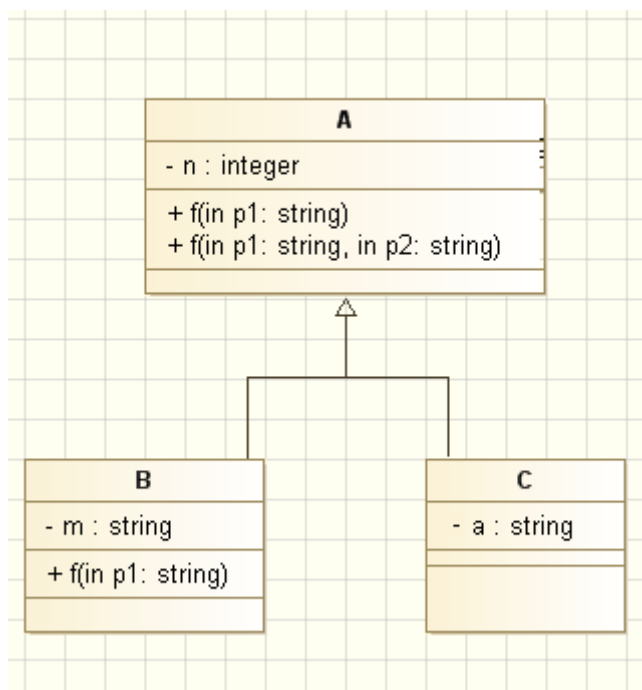 A
- n : integer
+ f(in p1: string)
+ f(in p1: string, in p2: string)
B
- m : string
+ f(in p1: string)
C
- a : string